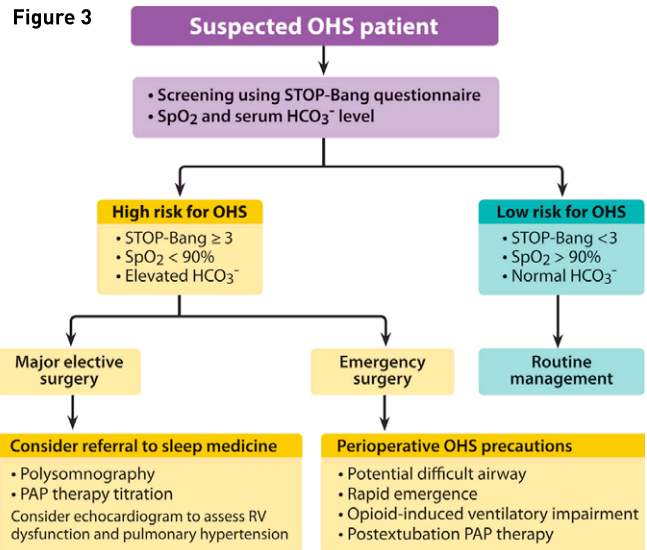 Figure 3
Suspected OHS patient
• Screening using STOP-Bang questionnaire
• SpO₂ and serum HCO₃⁻ level
High risk for OHS
• STOP-Bang ≥ 3
• SpO₂ < 90%
• Elevated HCO₃⁻
Low risk for OHS
• STOP-Bang <3
• SpO₂ > 90%
• Normal HCO₃⁻
Major elective
surgery
Emergency
surgery
Routine
management
Consider referral to sleep medicine
• Polysomnography
• PAP therapy titration
Consider echocardiogram to assess RV
dysfunction and pulmonary hypertension
Perioperative OHS precautions
• Potential difficult airway
• Rapid emergence
• Opioid-induced ventilatory impairment
• Postextubation PAP therapy